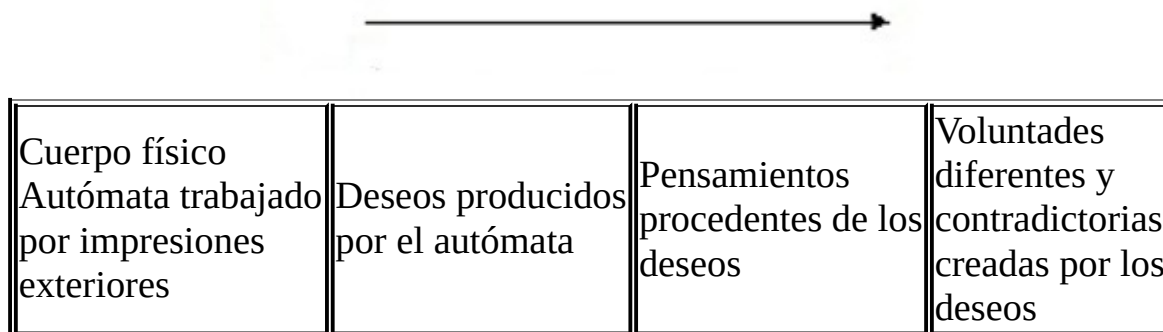 Cuerpo físico
Autómata trabajado
por impresiones
exteriores
Deseos producidos
por el autómata
Pensamientos
procedentes de los
deseos
Voluntades
diferentes y
contradictorias
creadas por los
deseos